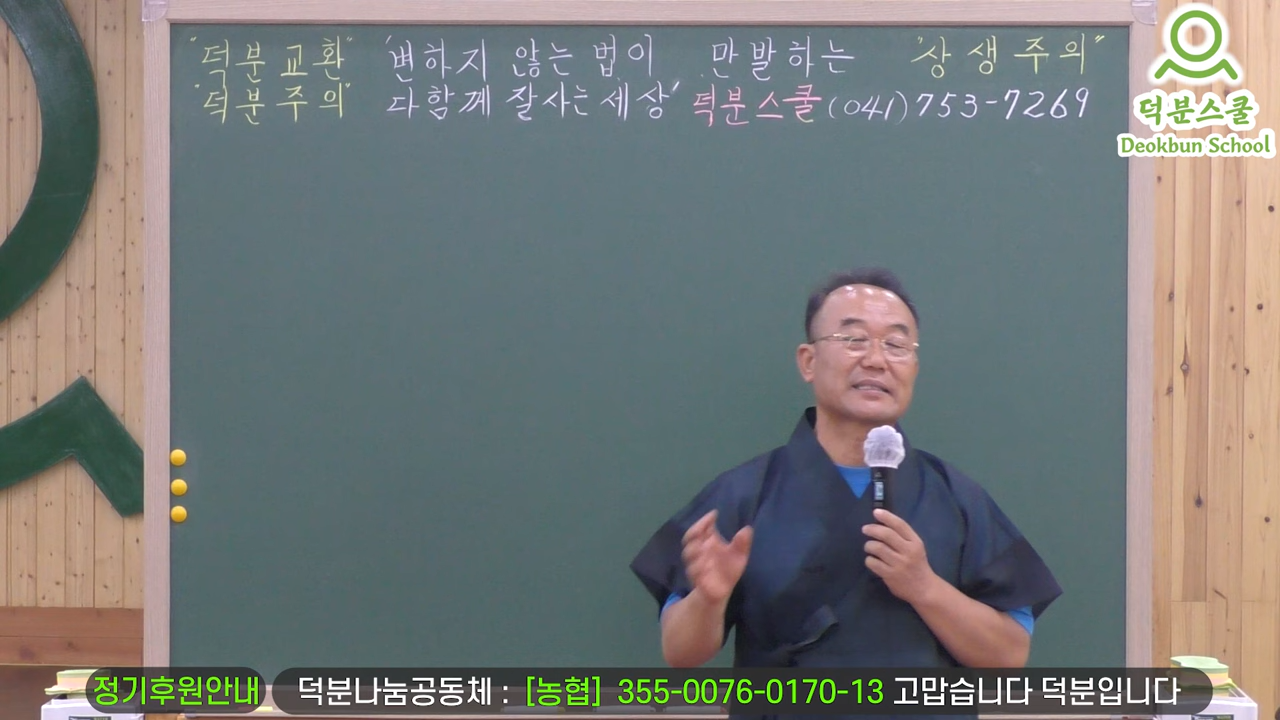 "덕분교환" '변하지 않는 법이 만발하는 "상생주의"
"덕분주의" 다함께 잘사는 세상' 덕분스쿨 (041) 753-7269
덕분스쿨
Deokbun School
정기후원안내 덕분나눔공동체 : [농협] 355-0076-0170-13 고맙습니다 덕분입니다